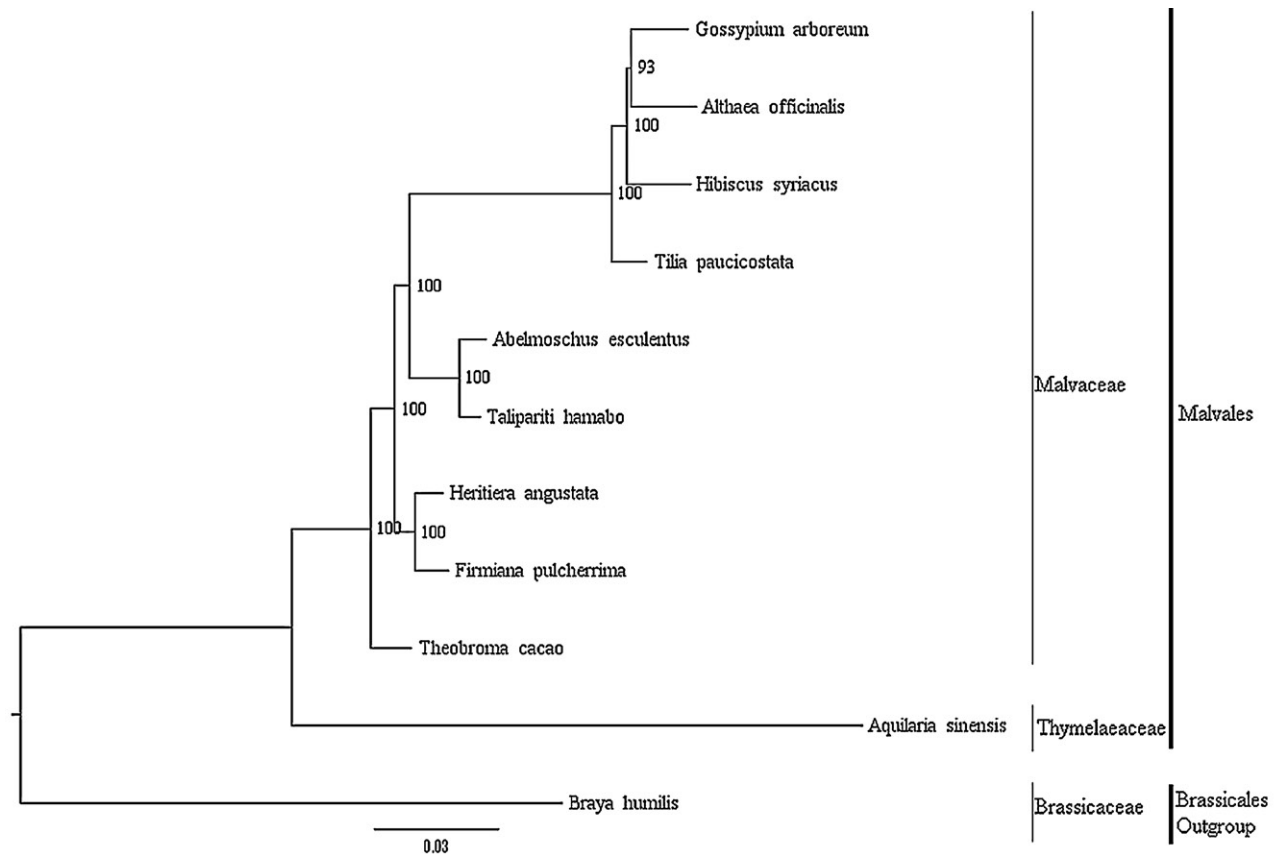 Gossypium arboreum
93
Althaea officinalis
100
Hibiscus syriacus
100
Tilia paucicostata
100
Abelmoschus esculentus
100
Malvaceae
Talipariti hamabo
100
Malvales
Heritiera angustata
100
100
Firmiana pulcherrima
Theobroma cacao
Aquilaria sinensis
Thymelaeaceae
Braya humilis
Brassicaceae
Brassicales
Outgroup
0.03